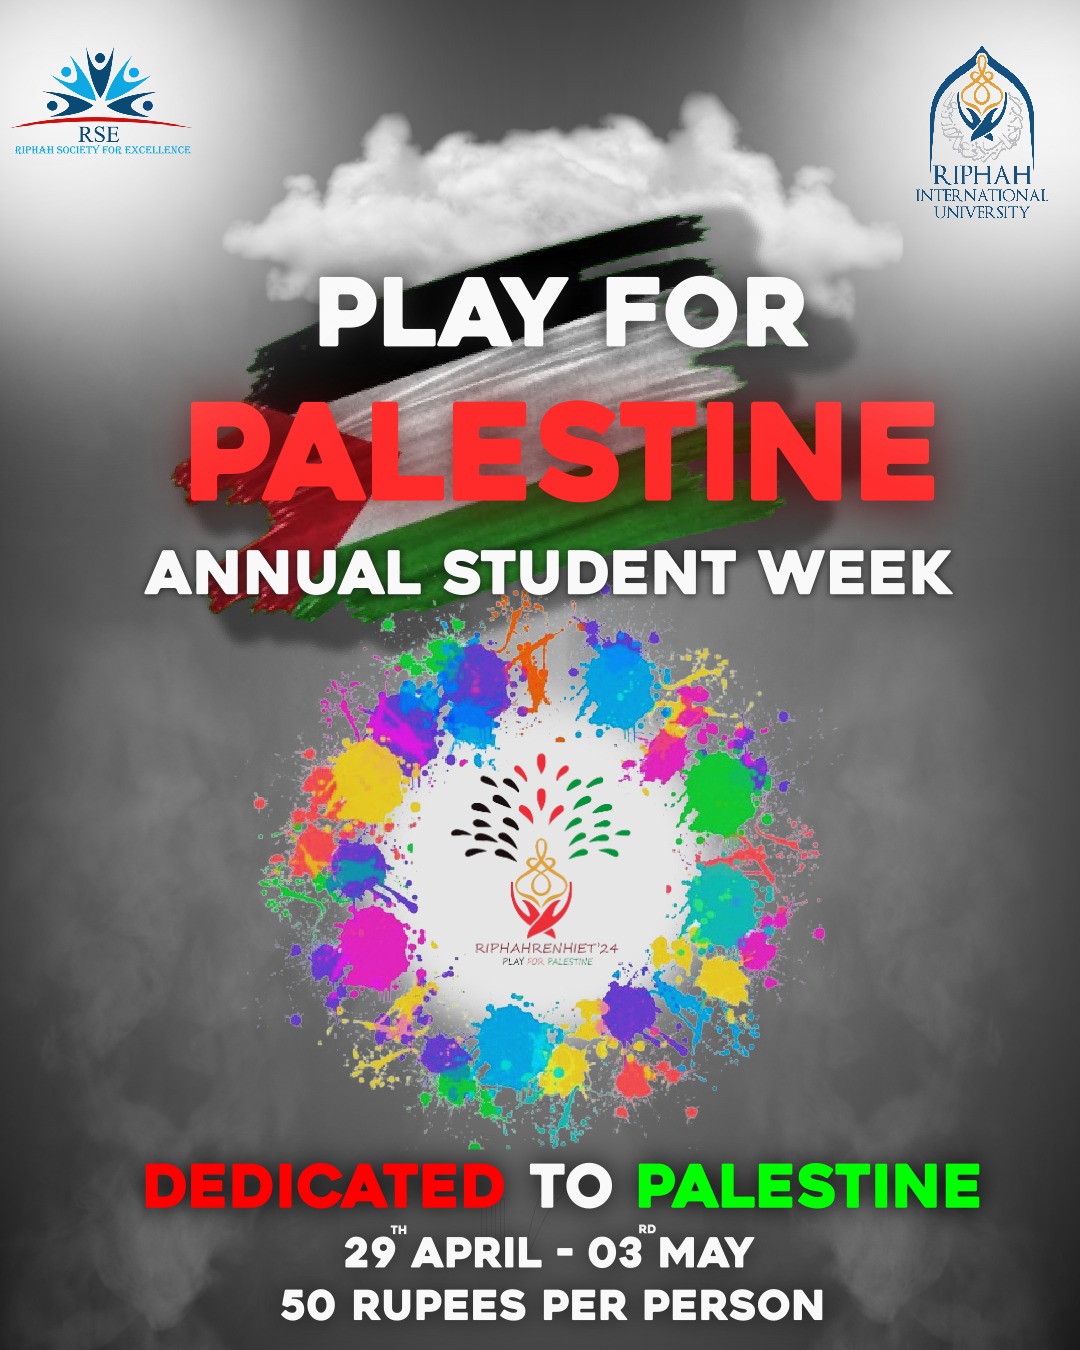 RSE
RIPHAH SOCIETY FOR EXCELLENCE
RIPHAH
INTERNATIONAL
UNIVERSITY
PLAY FOR
PALESTINE
ANNUAL STUDENT WEEK
RIPHAHRENHIET'24
PLAY FOR PALESTINE
DEDICATED TO PALESTINE
29TH APRIL - 03RD MAY
50 RUPEES PER PERSON